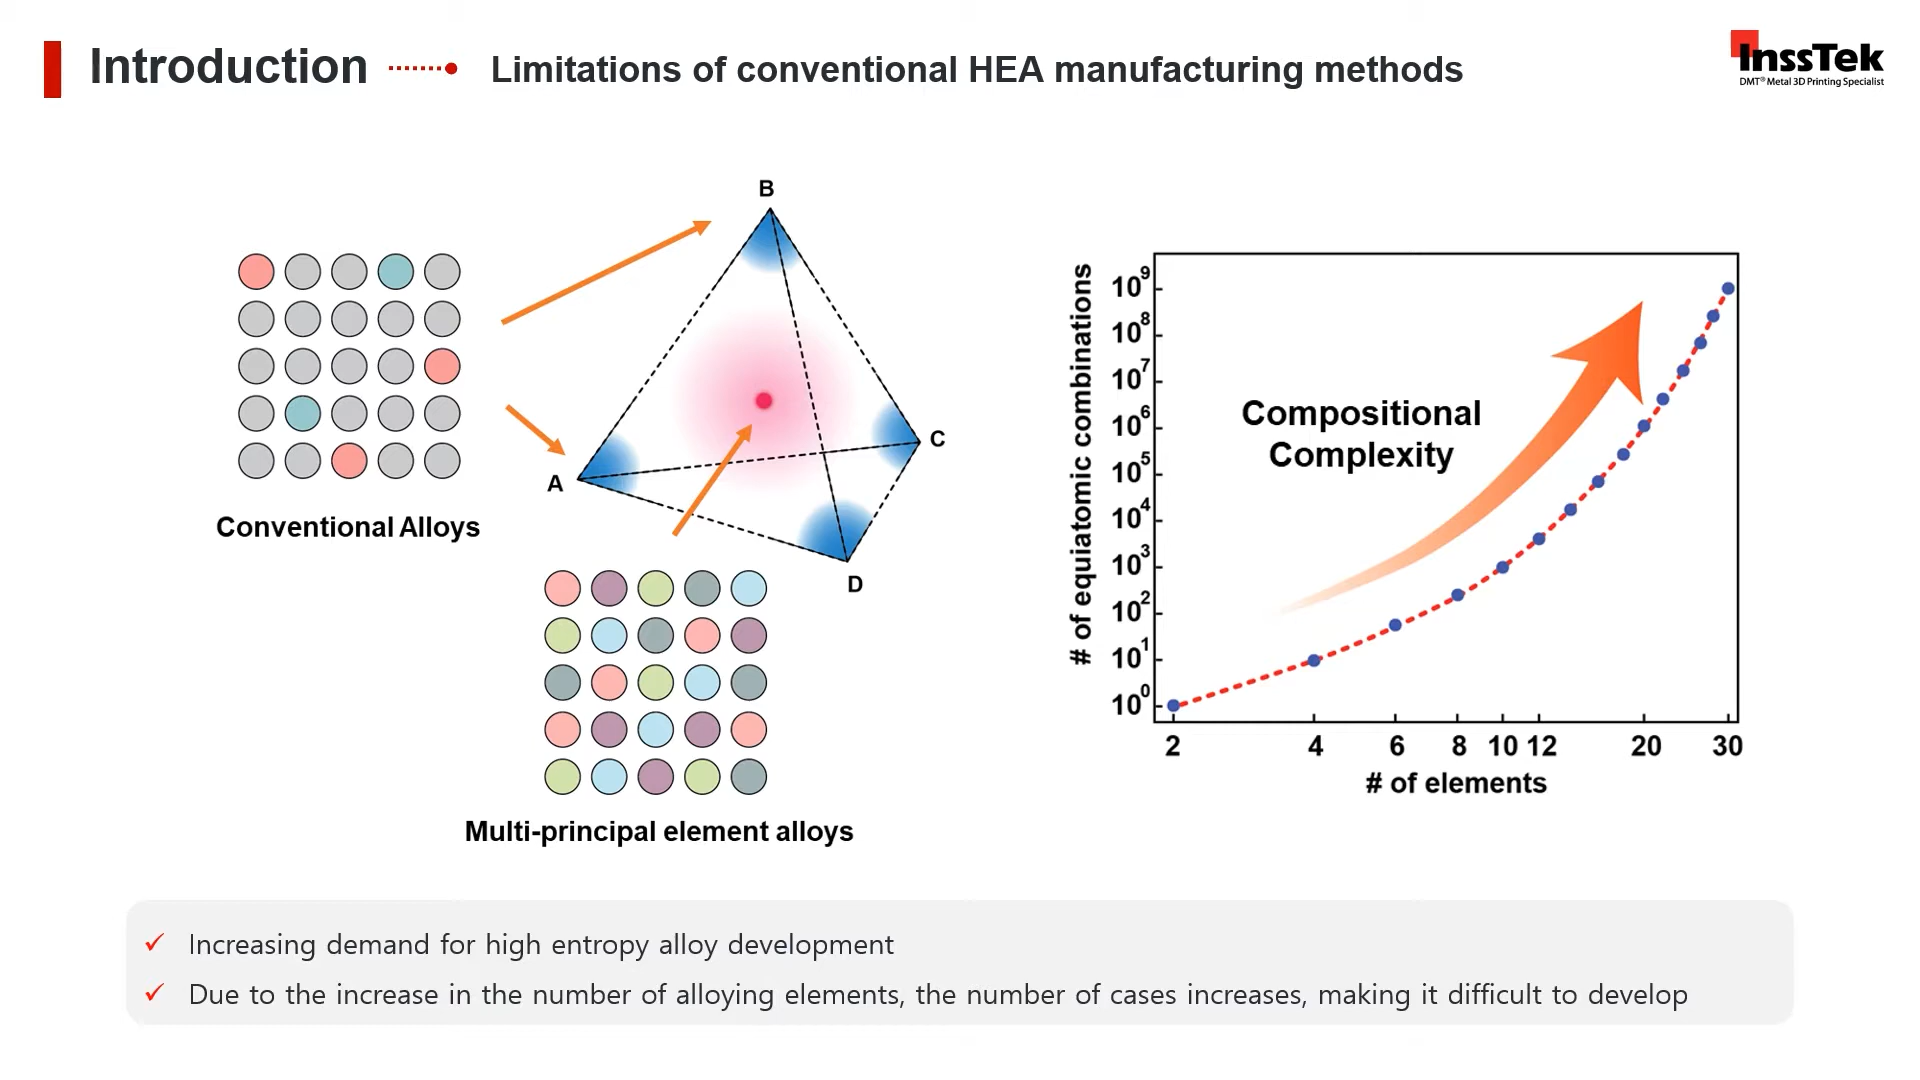 Introduction
Limitations of conventional HEA manufacturing methods
InssTek
DMT® Metal 3D Printing Specialist
B
A
C
D
Conventional Alloys
Multi-principal element alloys
# of equiatomic combinations
10⁹
10⁸
10⁷
10⁶
10⁵
10⁴
10³
10²
10¹
10⁰
Compositional
Complexity
2 4 6 8 10 12 20 30
# of elements
✓ Increasing demand for high entropy alloy development
✓ Due to the increase in the number of alloying elements, the number of cases increases, making it difficult to develop